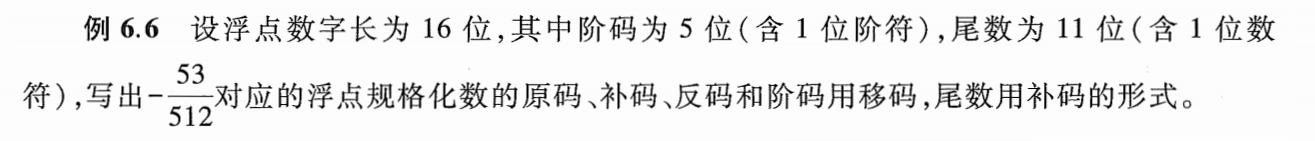 例 6.6 设浮点数字长为 16 位,其中阶码为 5 位(含 1 位阶符),尾数为 11 位(含 1 位数
符),写出-53/512对应的浮点规格化数的原码、补码、反码和阶码用移码,尾数用补码的形式。